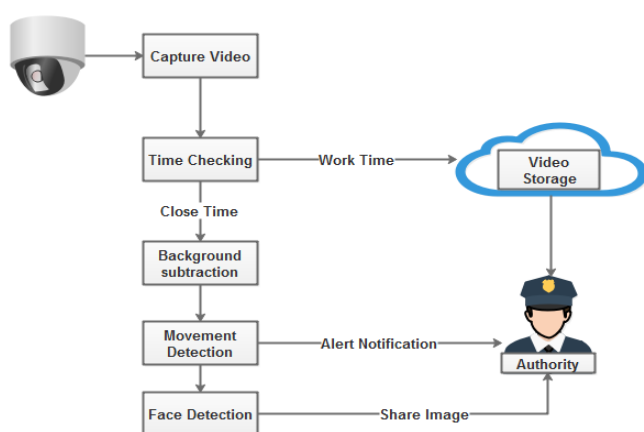 Capture Video
Time Checking
Work Time
Video
Storage
Close Time
Background
subtraction
Movement
Detection
Alert Notification
Authority
Face Detection
Share Image